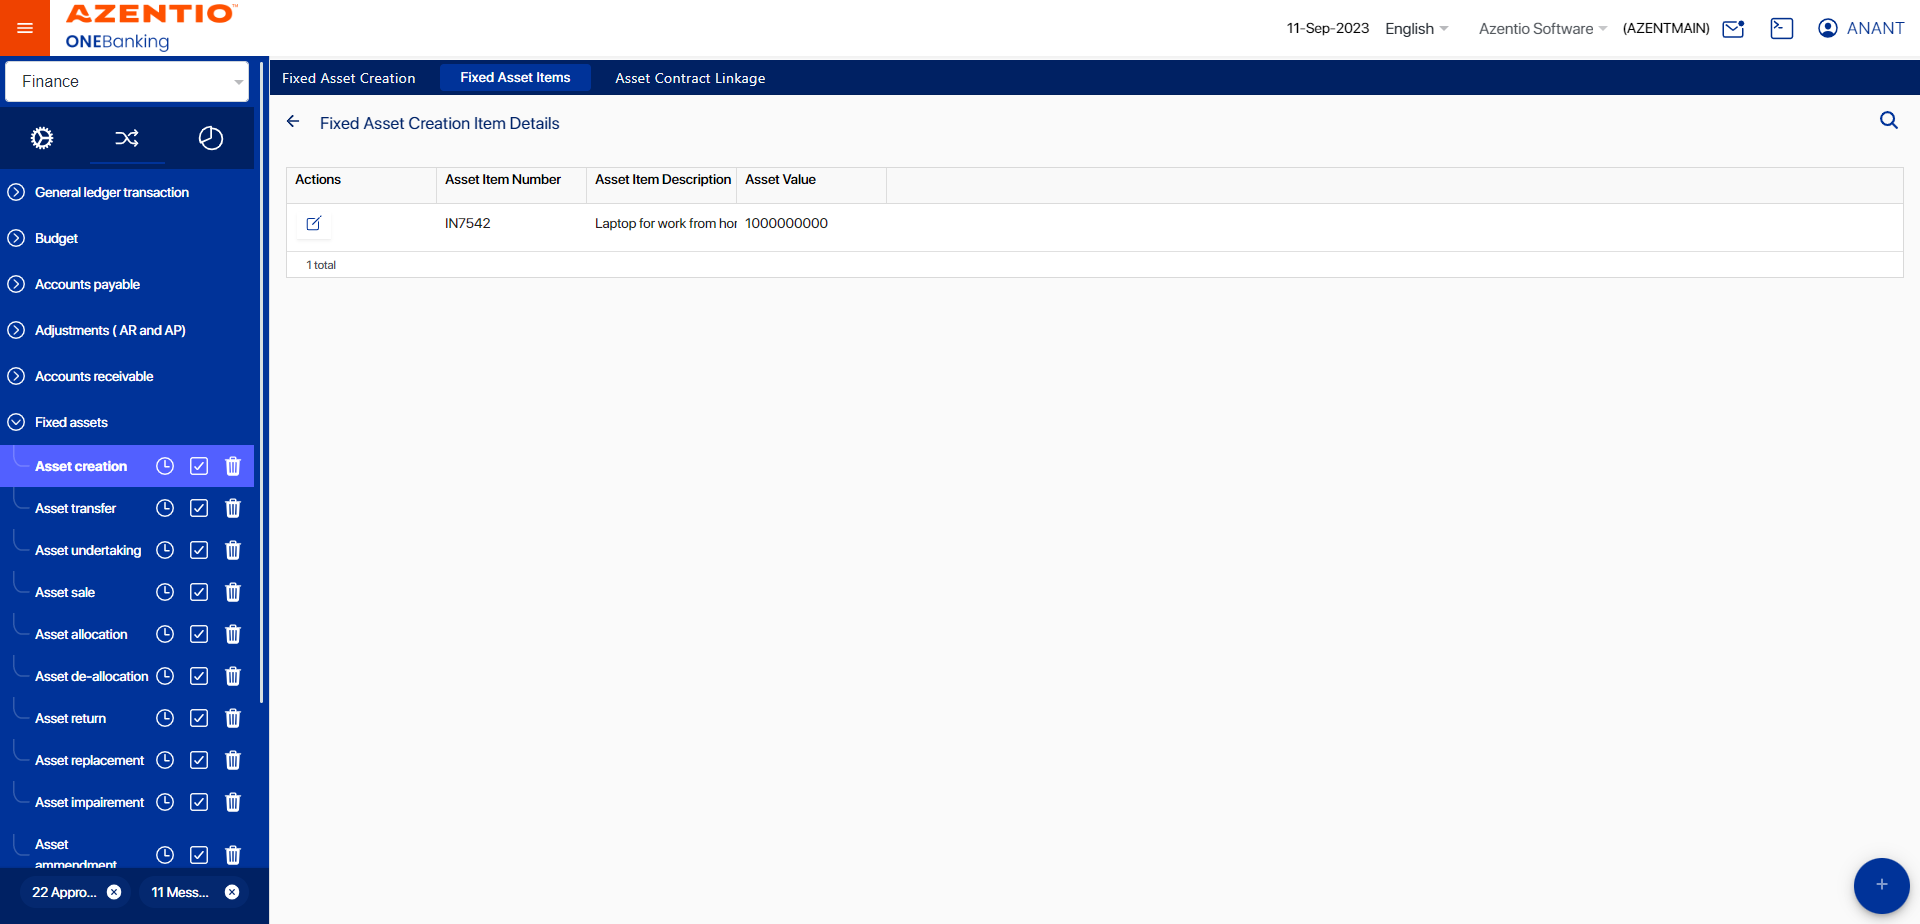 AZENTIO™
ONEBanking
11-Sep-2023 English Azentio Software (AZENTMAIN) ANANT
Finance
Fixed Asset Creation Fixed Asset Items Asset Contract Linkage
Fixed Asset Creation Item Details
Actions Asset Item Number Asset Item Description Asset Value
IN7542 Laptop for work from 1000000000
1 total
General ledger transaction
Budget
Accounts payable
Adjustments ( AR and AP)
Accounts receivable
Fixed assets
Asset creation
Asset transfer
Asset undertaking
Asset sale
Asset allocation
Asset de-allocation
Asset return
Asset replacement
Asset impairement
Asset
ammendment
22 Appro...
11 Mess...